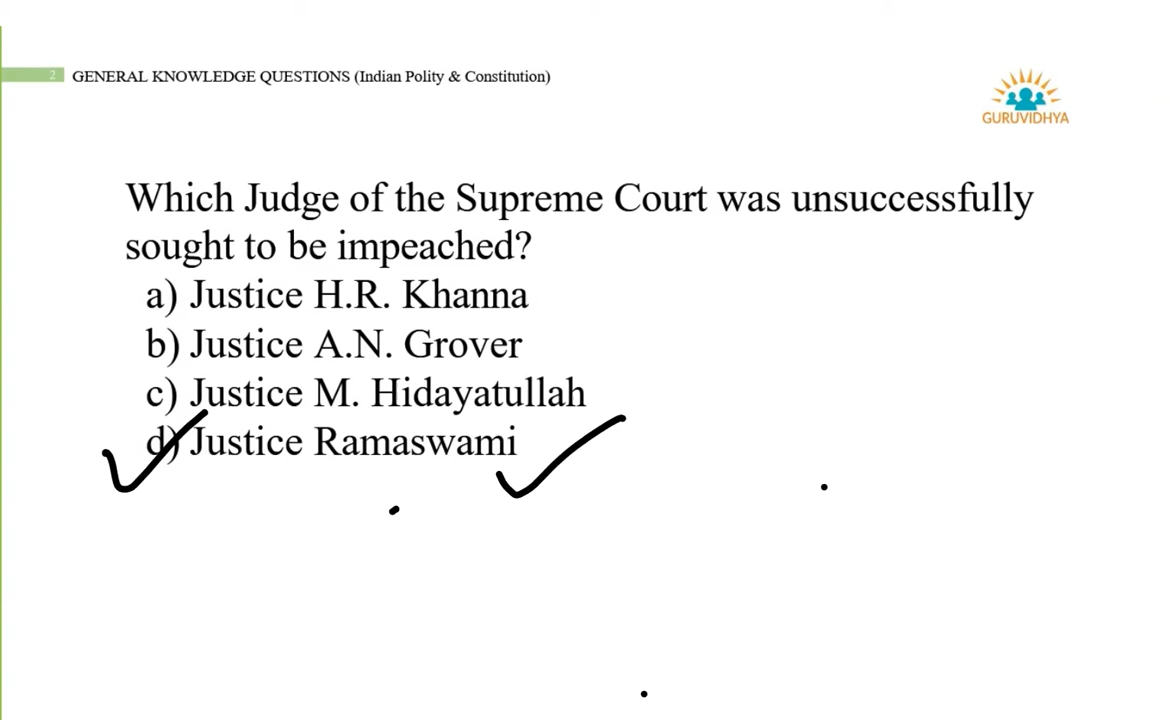 2 GENERAL KNOWLEDGE QUESTIONS (Indian Polity & Constitution)
GURUVIDHYA
Which Judge of the Supreme Court was unsuccessfully
sought to be impeached?
a) Justice H.R. Khanna
b) Justice A.N. Grover
c) Justice M. Hidayatullah
d) Justice Ramaswami